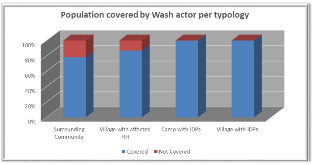 Population covered by Wash actor per typology
100%
80%
60%
40%
20%
0%
Surrounding Community
Village with affected HH
Camp with IDPs
Village with IDPs
Covered
Not Covered